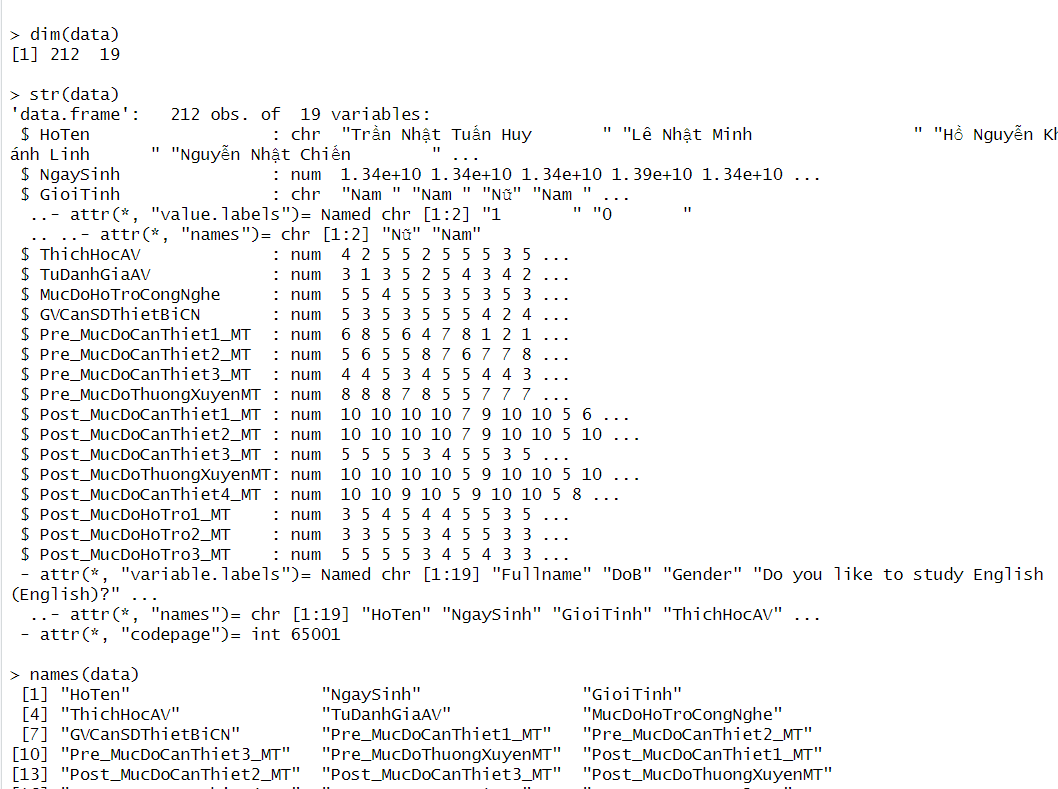 > dim(data)
[1] 212  19
> str(data)
'data.frame':   212 obs. of  19 variables:
 $ HoTen                  : chr  "Trần Nhật Tuấn Huy       " "Lê Nhật Minh                " "Hồ Nguyễn Kh
ánh Linh      " "Nguyễn Nhật Chiến        " ...
 $ NgaySinh               : num  1.34e+10 1.34e+10 1.34e+10 1.39e+10 1.34e+10 ...
 $ GioiTinh               : chr  "Nam " "Nam " "Nữ" "Nam " ...
  ..- attr(*, "value.labels")= Named chr [1:2] "1       " "0       "
  .. ..- attr(*, "names")= chr [1:2] "Nữ" "Nam"
 $ ThichHocAV             : num  4 2 5 5 2 5 5 5 3 5 ...
 $ TuDanhGiaAV            : num  3 1 3 5 2 5 4 3 4 2 ...
 $ MucDoHoTroCongNghe     : num  5 5 4 5 5 3 5 3 5 3 ...
 $ GVCanSDThietBiCN       : num  5 3 5 3 5 5 5 4 2 4 ...
 $ Pre_MucDoCanThiet1_MT  : num  6 8 5 6 4 7 8 1 2 1 ...
 $ Pre_MucDoCanThiet2_MT  : num  5 6 5 5 8 7 6 7 7 8 ...
 $ Pre_MucDoCanThiet3_MT  : num  4 4 5 3 4 5 5 4 4 3 ...
 $ Pre_MucDoThuongXuyenMT : num  8 8 8 7 8 5 5 7 7 7 ...
 $ Post_MucDoCanThiet1_MT : num  10 10 10 10 7 9 10 10 5 6 ...
 $ Post_MucDoCanThiet2_MT : num  10 10 10 10 7 9 10 10 5 10 ...
 $ Post_MucDoCanThiet3_MT : num  5 5 5 5 3 4 5 5 3 5 ...
 $ Post_MucDoThuongXuyenMT: num  10 10 10 10 5 9 10 10 5 10 ...
 $ Post_MucDoCanThiet4_MT : num  10 10 9 10 5 9 10 10 5 8 ...
 $ Post_MucDoHoTro1_MT    : num  3 5 4 5 4 4 5 5 3 5 ...
 $ Post_MucDoHoTro2_MT    : num  3 3 5 5 3 4 5 5 3 3 ...
 $ Post_MucDoHoTro3_MT    : num  5 5 5 5 3 4 5 4 3 3 ...
 - attr(*, "variable.labels")= Named chr [1:19] "Fullname" "DoB" "Gender" "Do you like to study English
(English)?" ...
  ..- attr(*, "names")= chr [1:19] "HoTen" "NgaySinh" "GioiTinh" "ThichHocAV" ...
 - attr(*, "codepage")= int 65001
> names(data)
 [1] "HoTen"                   "NgaySinh"                "GioiTinh"
 [4] "ThichHocAV"              "TuDanhGiaAV"             "MucDoHoTroCongNghe"
 [7] "GVCanSDThietBiCN"        "Pre_MucDoCanThiet1_MT"   "Pre_MucDoCanThiet2_MT"
[10] "Pre_MucDoCanThiet3_MT"   "Pre_MucDoThuongXuyenMT"  "Post_MucDoCanThiet1_MT"
[13] "Post_MucDoCanThiet2_MT"  "Post_MucDoCanThiet3_MT"  "Post_MucDoThuongXuyenMT"